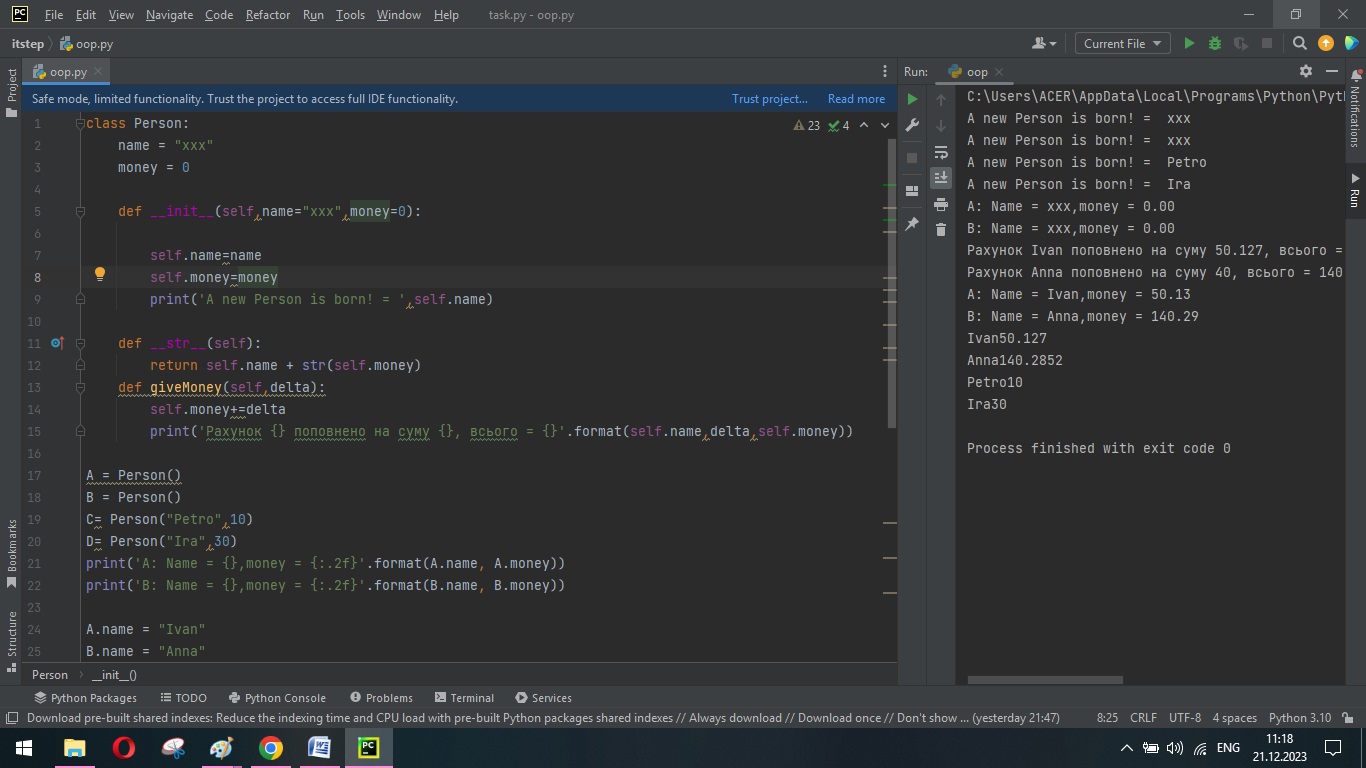 File Edit View Navigate Code Refactor Run Tools Window Help task.py - oop.py
itstep oop.py Current File
oop.py
Run: oop
Project
Safe mode, limited functionality. Trust the project to access full IDE functionality. Trust project... Read more
23 4
1 class Person:
2     name = "xxx"
3     money = 0
4
5     def __init__(self,name="xxx",money=0):
6
7         self.name=name
8         self.money=money
9         print('A new Person is born! = ',self.name)
10
11     def __str__(self):
12         return self.name + str(self.money)
13     def giveMoney(self,delta):
14         self.money+=delta
15         print('Рахунок {} поповнено на суму {}, всього = {}'.format(self.name,delta,self.money))
16
17 A = Person()
18 B = Person()
19 C= Person("Petro",10)
20 D= Person("Ira",30)
21 print('A: Name = {},money = {:.2f}'.format(A.name, A.money))
22 print('B: Name = {},money = {:.2f}'.format(B.name, B.money))
23
24 A.name = "Ivan"
25 B.name = "Anna"
C:\Users\ACER\AppData\Local\Programs\Python\Pyt
A new Person is born! =  xxx
A new Person is born! =  xxx
A new Person is born! =  Petro
A new Person is born! =  Ira
A: Name = xxx,money = 0.00
B: Name = xxx,money = 0.00
Рахунок Ivan поповнено на суму 50.127, всього =
Рахунок Anna поповнено на суму 40, всього = 140
A: Name = Ivan,money = 50.13
B: Name = Anna,money = 140.29
Ivan50.127
Anna140.2852
Petro10
Ira30
Process finished with exit code 0
Notifications
Run
Bookmarks
Structure
Person __init__()
Python Packages TODO Python Console Problems Terminal Services
Download pre-built shared indexes: Reduce the indexing time and CPU load with pre-built Python packages shared indexes // Always download // Download once // Don't show ... (yesterday 21:47) 8:25 CRLF UTF-8 4 spaces Python 3.10
ENG 11:18
21.12.2023